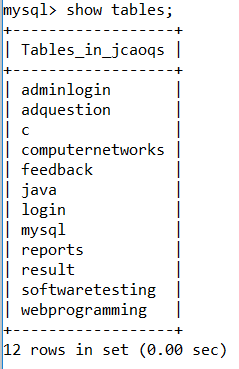 mysql> show tables;
+------------------+
| Tables_in_jcaoqs |
+------------------+
| adminlogin       |
| adquestion       |
| c                |
| computernetworks |
| feedback         |
| java             |
| login            |
| mysql            |
| reports          |
| result           |
| softwaretesting  |
| webprogramming   |
+------------------+
12 rows in set (0.00 sec)